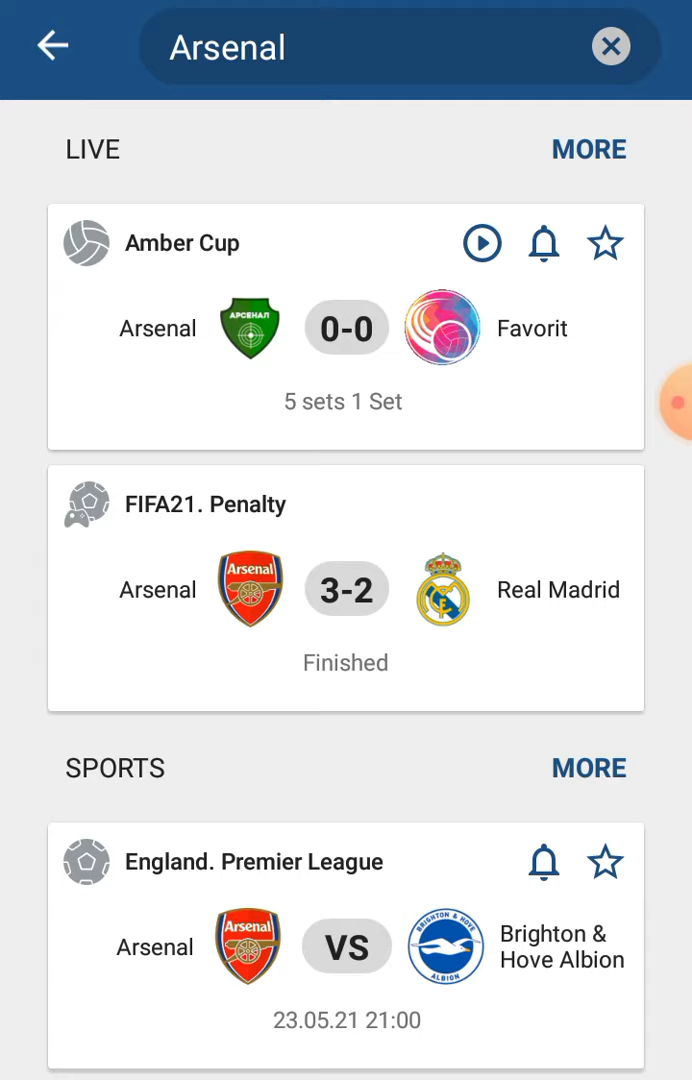 Arsenal
LIVE MORE
Amber Cup
Arsenal АРСЕНАЛ 0-0 Favorit
5 sets 1 Set
FIFA21. Penalty
Arsenal Arsenal 3-2 Real Madrid
Finished
SPORTS MORE
England. Premier League
Arsenal Arsenal VS BRIGHTON & HOVE ALBION Brighton &
Hove Albion
23.05.21 21:00